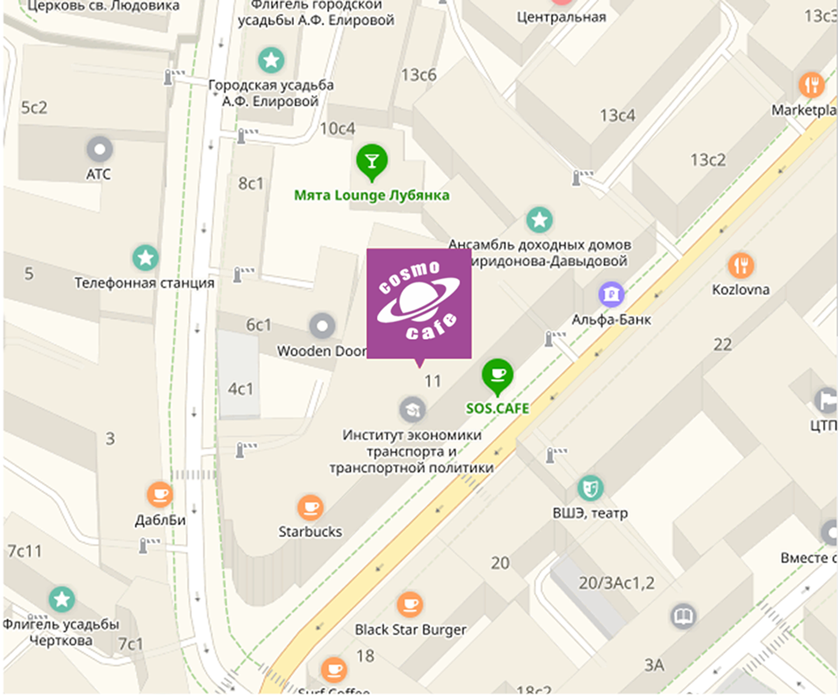 Церковь св. Людовика
Флигель городской
усадьбы А.Ф. Елировой
Центральная
13с3
13с6
Городская усадьба
А.Ф. Елировой
5с2
Marketpla
13с4
10с4
АТС
13с2
8с1
Мята Lounge Лубянка
Ансамбль доходных домов
иридонова-Давыдовой
5
Телефонная станция
cosmo
cafe
Kozlovna
Альфа-Банк
6с1
Wooden Door
22
4с1
11
SOS.CAFE
ЦТП
3
Институт экономики
транспорта и
транспортной политики
ДаблБи
Starbucks
ВШЭ, театр
7с11
20
Вместе с
20/3Ас1,2
Флигель усадьбы
Черткова
Black Star Burger
7с1
18
3А
Surf Coffee
18с2